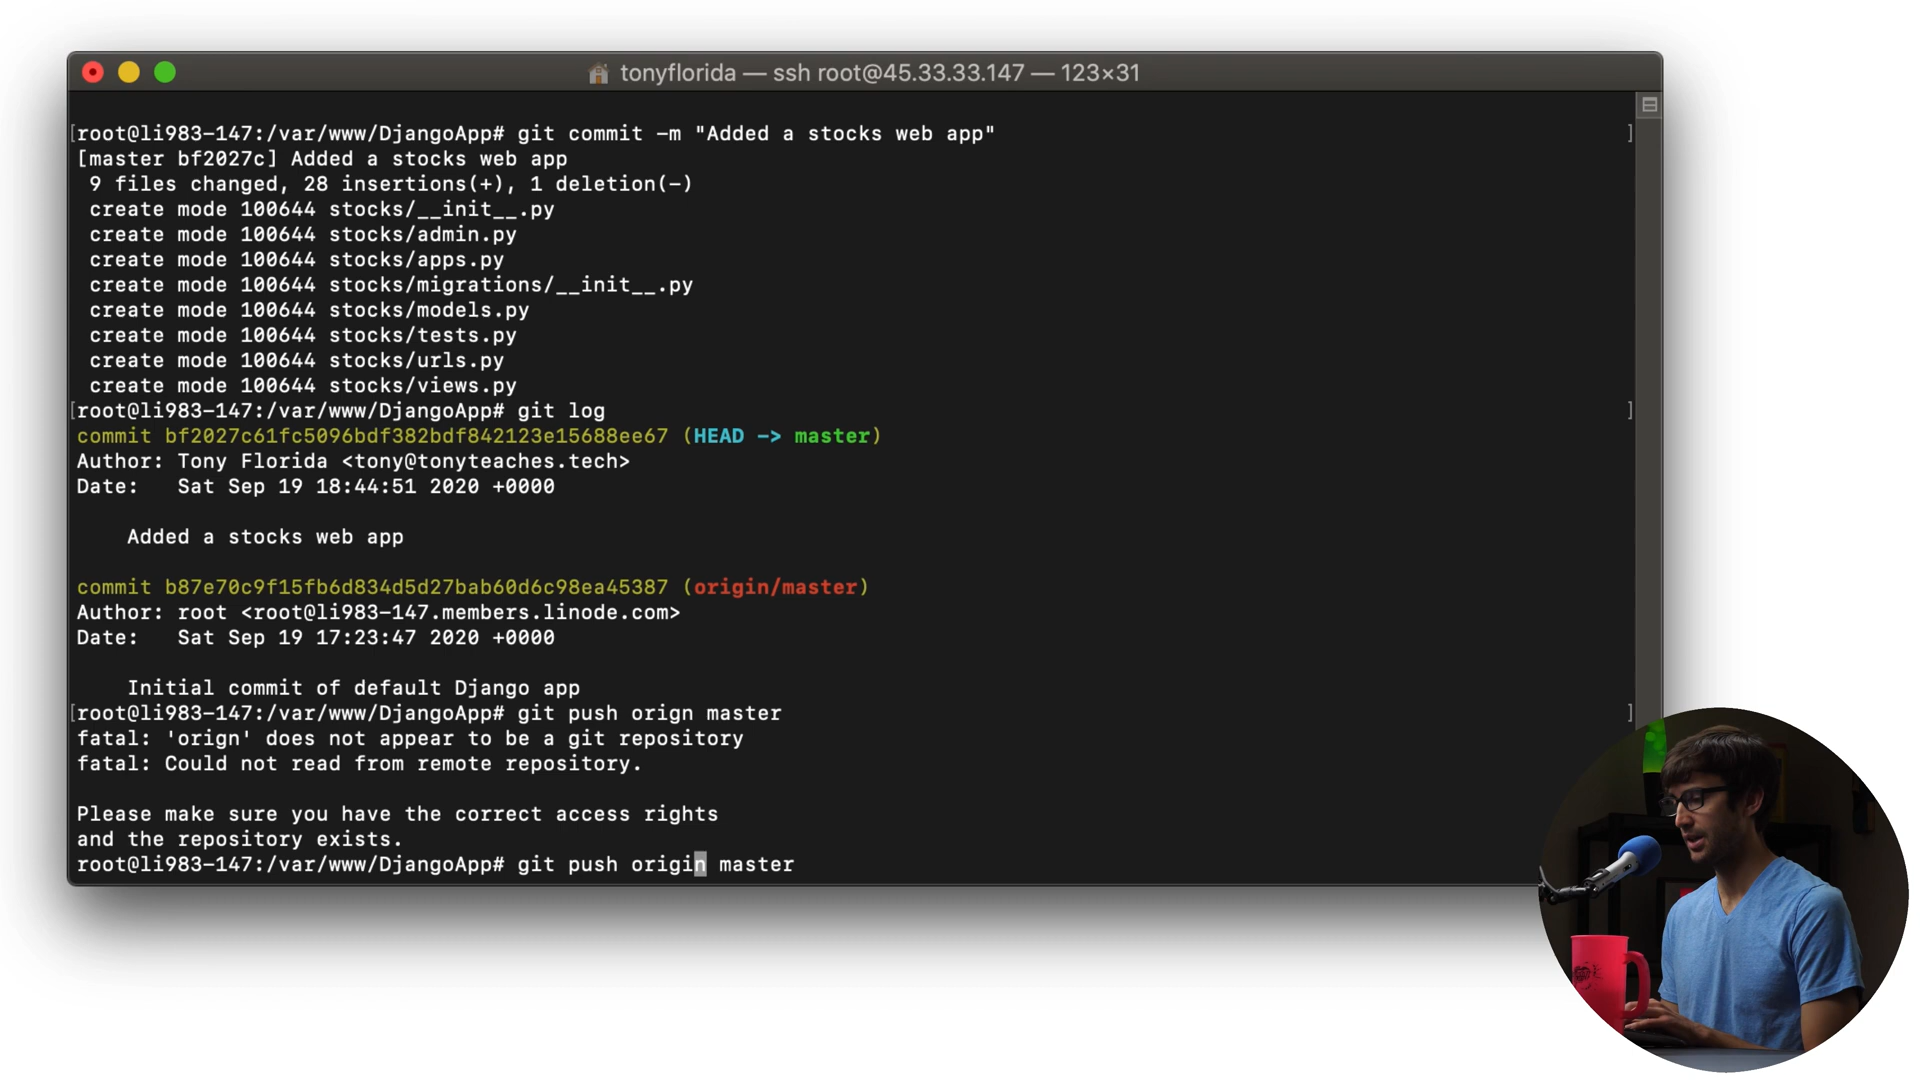 tonyflorida — ssh root@45.33.33.147 — 123×31
[root@li983-147:/var/www/DjangoApp# git commit -m "Added a stocks web app" ]
[master bf2027c] Added a stocks web app
 9 files changed, 28 insertions(+), 1 deletion(-)
 create mode 100644 stocks/__init__.py
 create mode 100644 stocks/admin.py
 create mode 100644 stocks/apps.py
 create mode 100644 stocks/migrations/__init__.py
 create mode 100644 stocks/models.py
 create mode 100644 stocks/tests.py
 create mode 100644 stocks/urls.py
 create mode 100644 stocks/views.py
[root@li983-147:/var/www/DjangoApp# git log ]
commit bf2027c61fc5096bdf382bdf842123e15688ee67 (HEAD -> master)
Author: Tony Florida <tony@tonyteaches.tech>
Date:   Sat Sep 19 18:44:51 2020 +0000
    Added a stocks web app
commit b87e70c9f15fb6d834d5d27bab60d6c98ea45387 (origin/master)
Author: root <root@li983-147.members.linode.com>
Date:   Sat Sep 19 17:23:47 2020 +0000
    Initial commit of default Django app
[root@li983-147:/var/www/DjangoApp# git push orign master ]
fatal: 'orign' does not appear to be a git repository
fatal: Could not read from remote repository.
Please make sure you have the correct access rights
and the repository exists.
root@li983-147:/var/www/DjangoApp# git push origin master